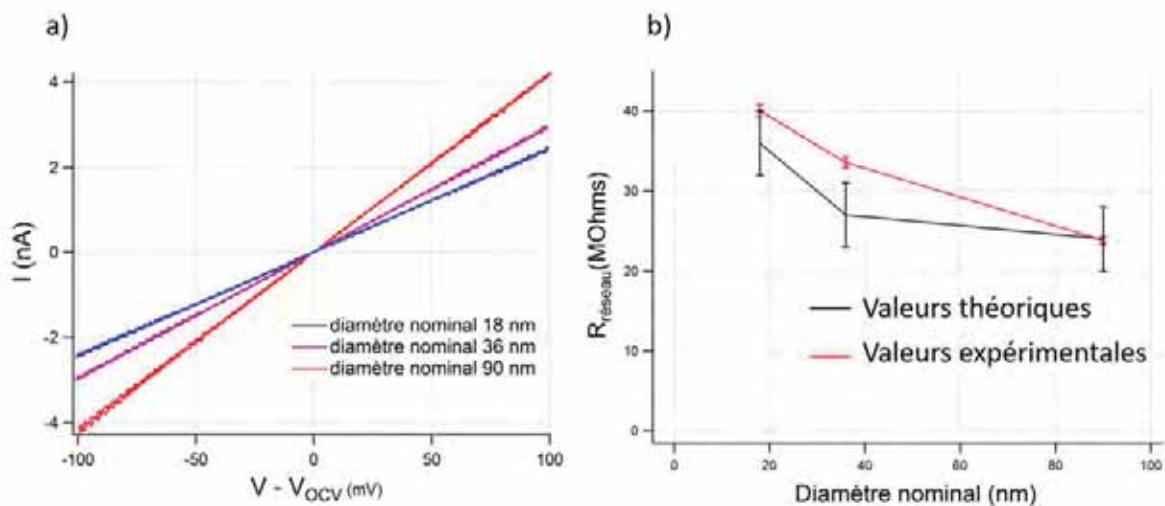 a)
I (nA)
4
2
0
-2
-4
-100
-50
0
50
100
V - VOCV (mV)
diamètre nominal 18 nm
diamètre nominal 36 nm
diamètre nominal 90 nm
b)
Rréseau(MOhms)
40
30
20
10
0
0
20
40
60
80
100
Diamètre nominal (nm)
Valeurs théoriques
Valeurs expérimentales